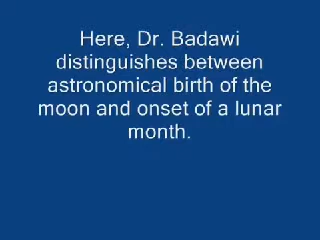 Here, Dr. Badawi
distinguishes between
astronomical birth of the
moon and onset of a lunar
month.